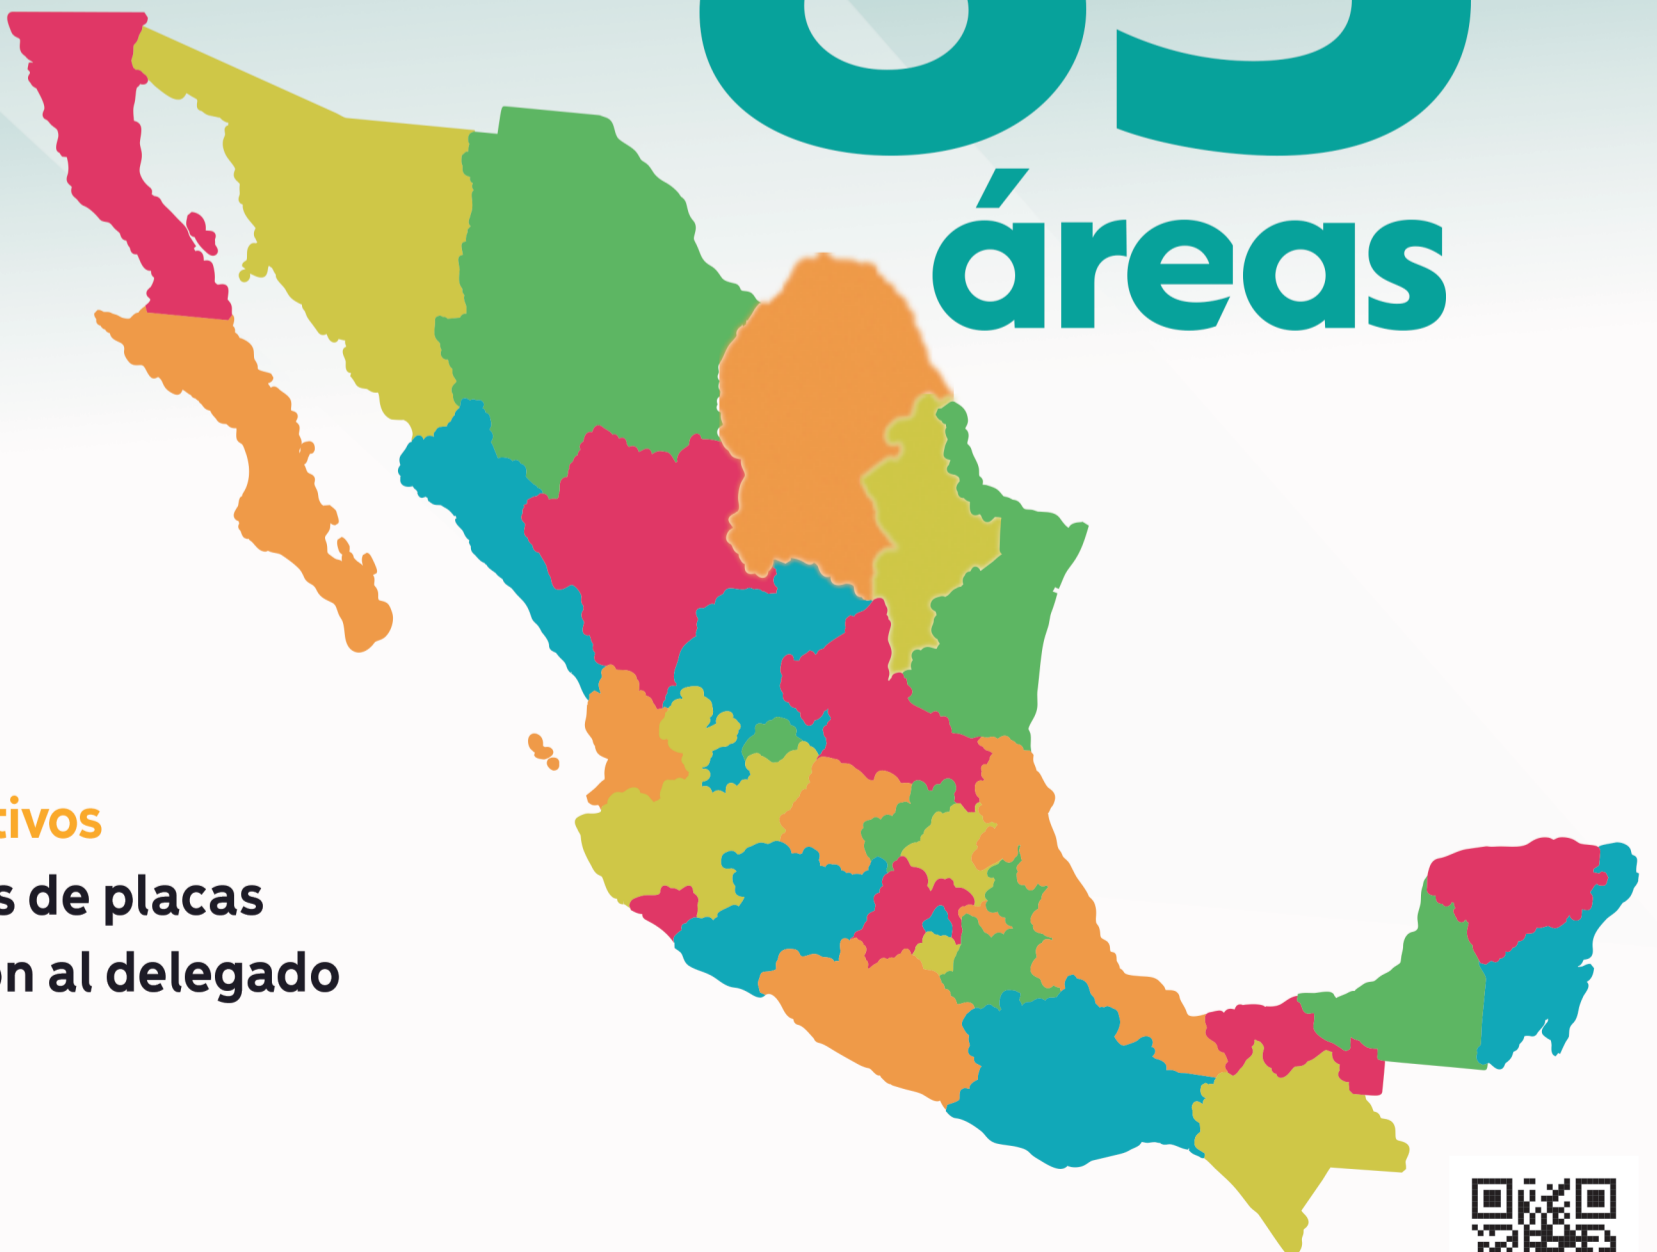 áreas
tivos
s de placas
n al delegado